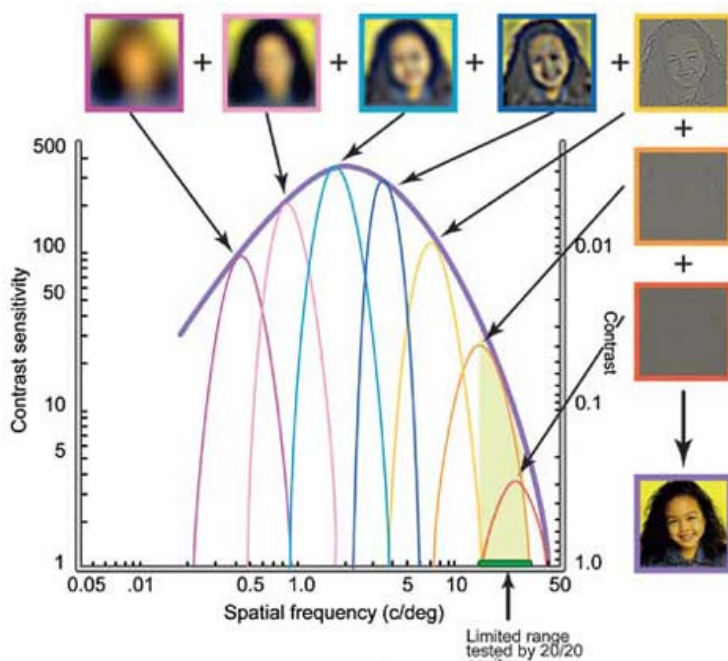 + + + +
+
+
500
100
50
10
5
1
Contrast sensitivity
0.01
0.1
1.0
Contrast
0.05 .01 0.5 1.0 5 10 50
Spatial frequency (c/deg)
Limited range
tested by 20/20